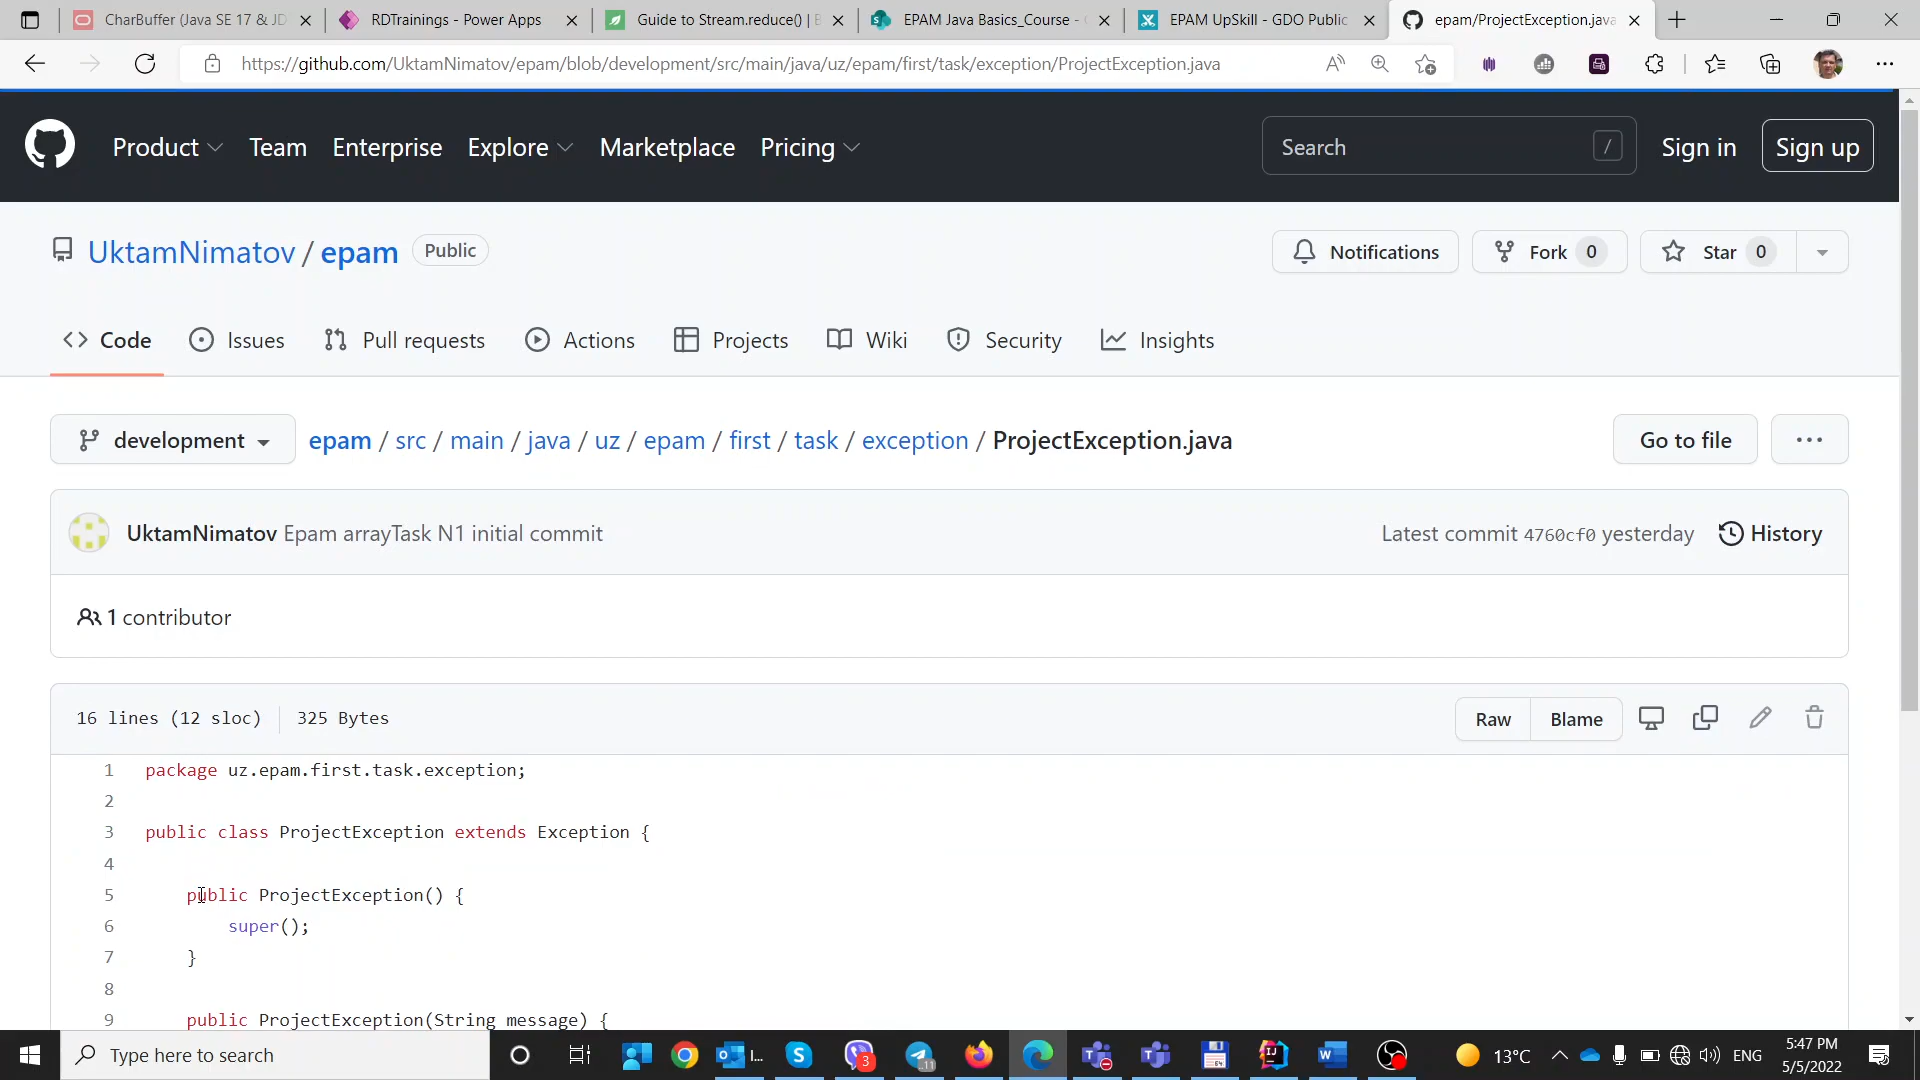 CharBuffer (Java SE 17 & JD
RDTrainings - Power Apps
Guide to Stream.reduce() | B
EPAM Java Basics_Course -
EPAM UpSkill - GDO Public
epam/ProjectException.java
https://github.com/UktamNimatov/epam/blob/development/src/main/java/uz/epam/first/task/exception/ProjectException.java
Product Team Enterprise Explore Marketplace Pricing Search / Sign in Sign up
UktamNimatov / epam Public Notifications Fork 0 Star 0
Code Issues Pull requests Actions Projects Wiki Security Insights
development epam / src / main / java / uz / epam / first / task / exception / ProjectException.java Go to file ...
UktamNimatov Epam arrayTask N1 initial commit Latest commit 4760cf0 yesterday History
1 contributor
16 lines (12 sloc) 325 Bytes Raw Blame
1 package uz.epam.first.task.exception;
2
3 public class ProjectException extends Exception {
4
5 public ProjectException() {
6 super();
7 }
8
9 public ProjectException(String message) {
Type here to search
3
11
13°C
ENG
5:47 PM
5/5/2022